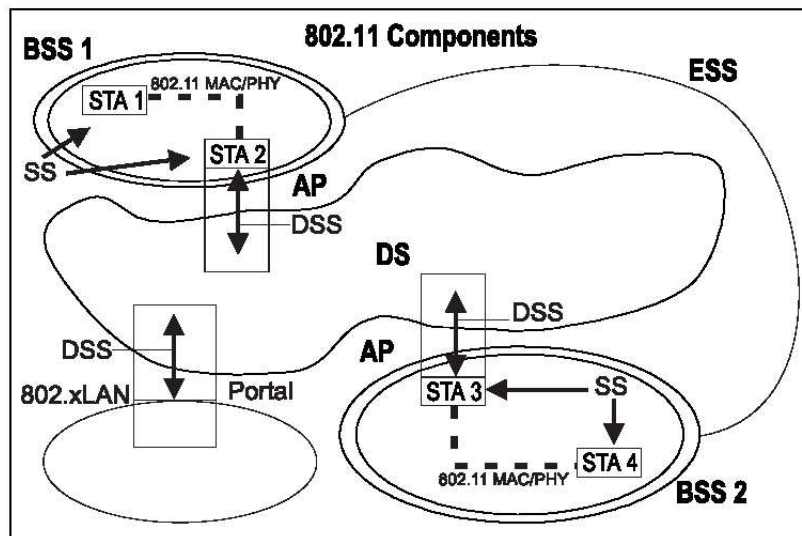 802.11 Components
BSS 1
ESS
802.11 MAC/PHY
STA 1
STA 2
SS
AP
DSS
DS
DSS
DSS
AP
802.xLAN
Portal
STA 3
SS
STA 4
802.11 MAC/PHY
BSS 2